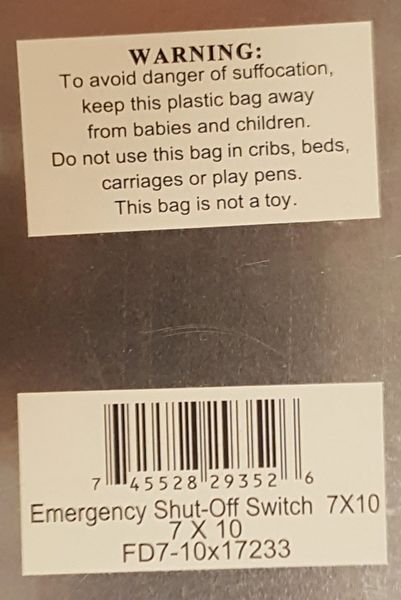 WARNING:
To avoid danger of suffocation,
keep this plastic bag away
from babies and children.
Do not use this bag in cribs, beds,
carriages or play pens.
This bag is not a toy.
7 45528 29352 6
Emergency Shut-Off Switch 7X10
7 X 10
FD7-10x17233